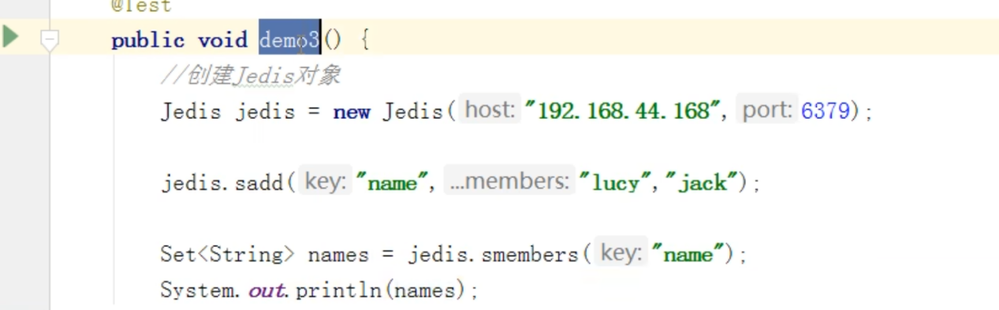 @Test
public void demo3() {
//创建Jedis对象
Jedis jedis = new Jedis( host: "192.168.44.168", port: 6379);
jedis.sadd( key: "name", ...members: "lucy","jack");
Set<String> names = jedis.smembers( key: "name");
System.out.println(names);